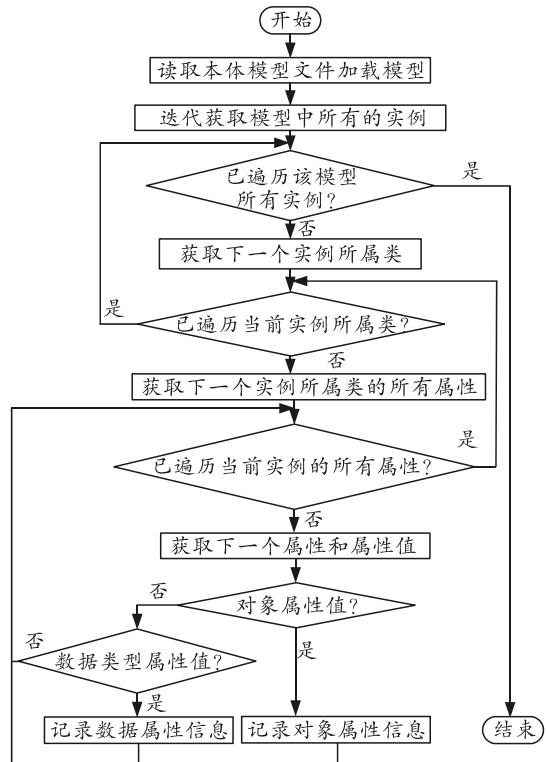 开始
读取本体模型文件加载模型
迭代获取模型中所有的实例
已遍历该模型
所有实例?
是
否
获取下一个实例所属类
是
已遍历当前实例所属类?
否
获取下一个实例所属类的所有属性
是
已遍历当前实例的所有属性?
否
获取下一个属性和属性值
否
对象属性值?
否
是
数据类型属性值?
是
记录数据属性信息
记录对象属性信息
结束